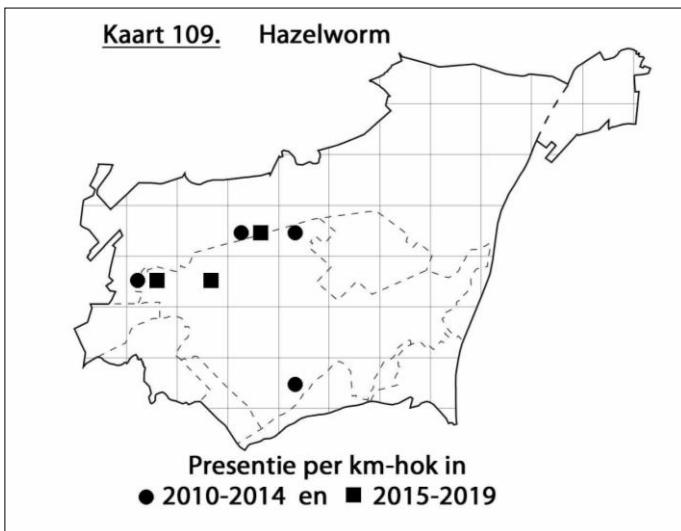 Kaart 109. Hazelworm
Presentie per km-hok in
● 2010-2014 en ■ 2015-2019